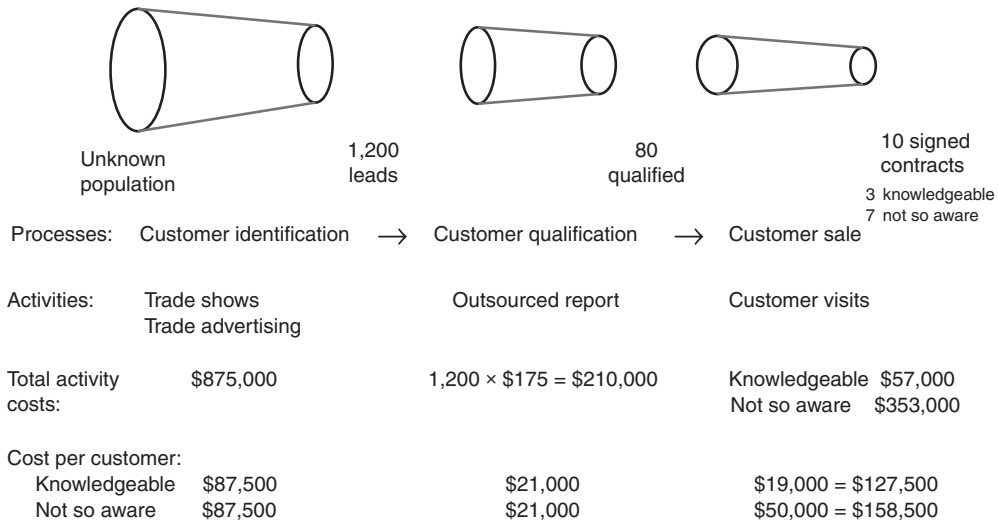 Unknown
population
1,200
leads
80
qualified
10 signed
contracts
3 knowledgeable
7 not so aware
Processes: Customer identification → Customer qualification → Customer sale
Activities: Trade shows Outsourced report Customer visits
Trade advertising
Total activity $875,000 1,200 × $175 = $210,000 Knowledgeable $57,000
costs: Not so aware $353,000
Cost per customer:
Knowledgeable $87,500 $21,000 $19,000 = $127,500
Not so aware $87,500 $21,000 $50,000 = $158,500